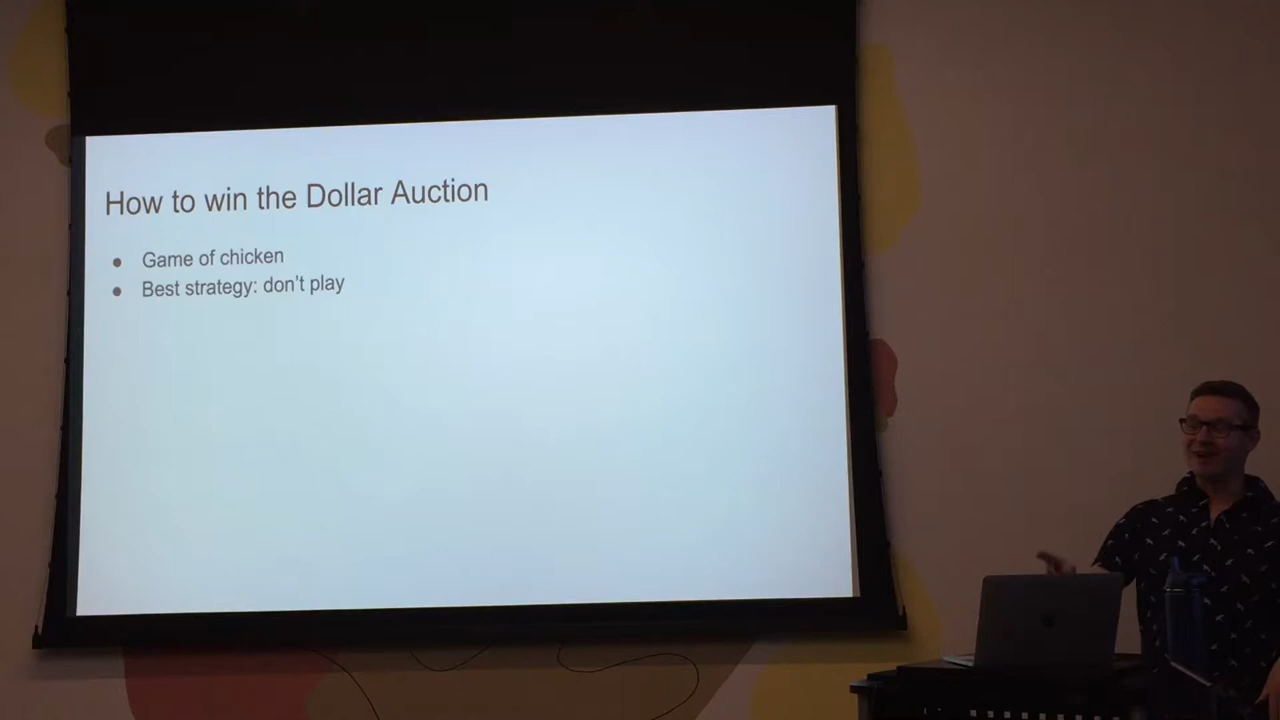 How to win the Dollar Auction
● Game of chicken
● Best strategy: don't play